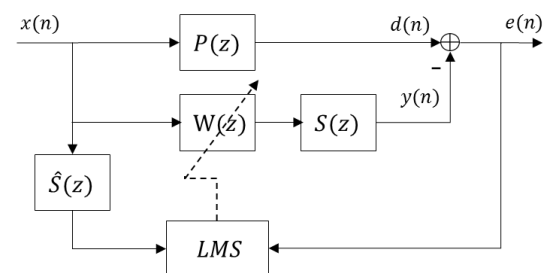 x(n)
P(z)
d(n)
e(n)
−
W(z)
S(z)
y(n)
Ŝ(z)
LMS